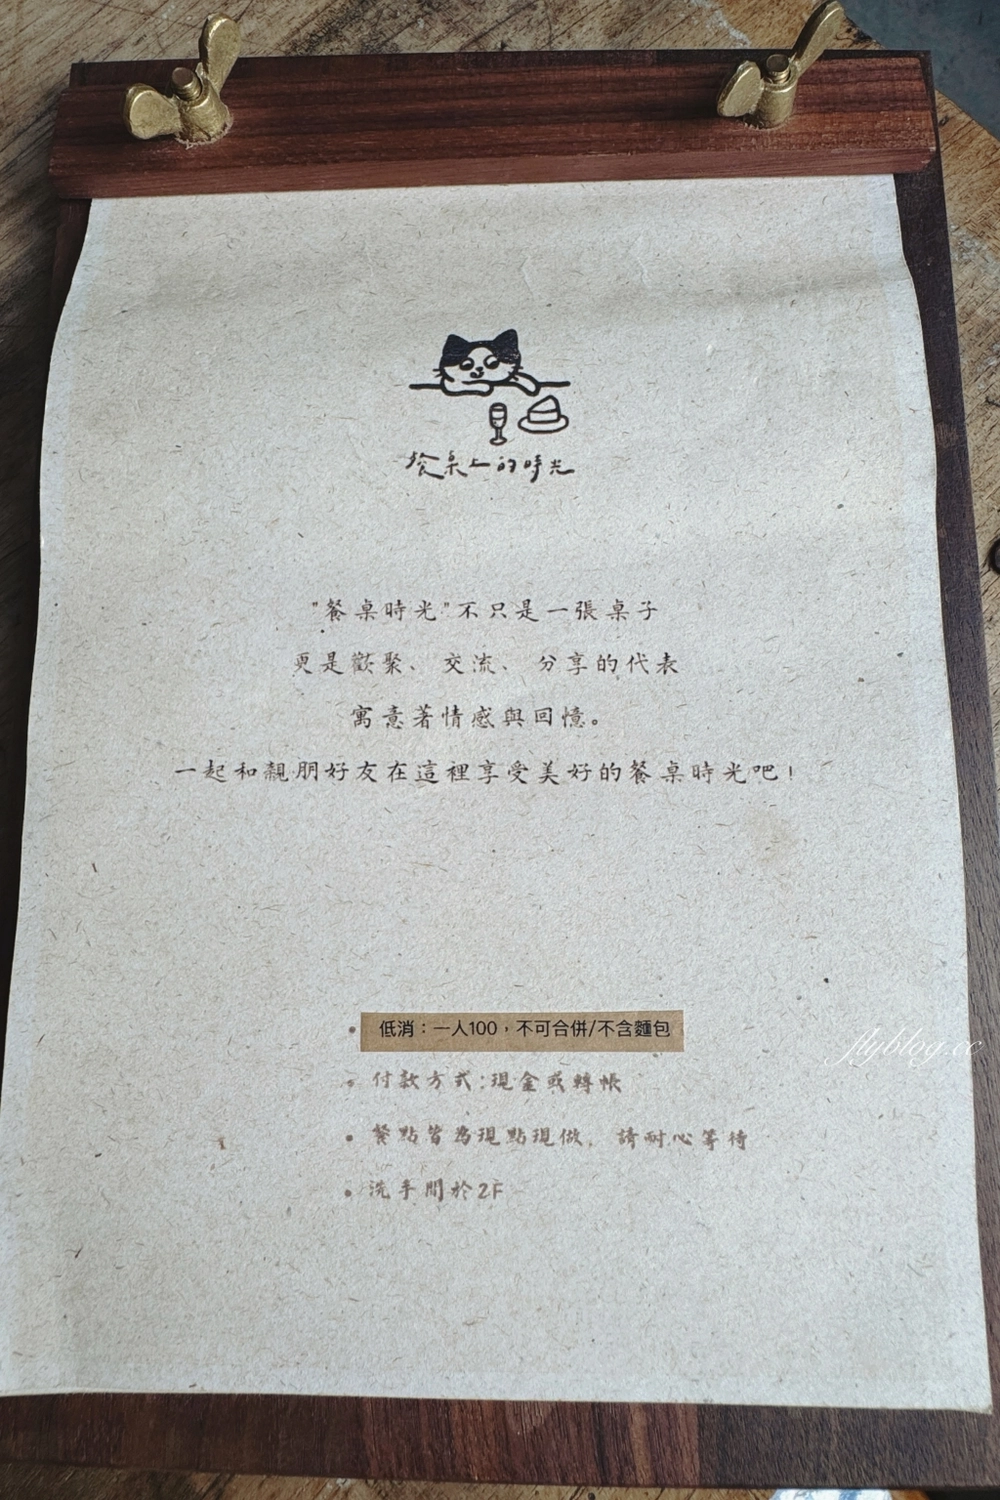 餐桌上的時光
"餐桌時光"不只是一張桌子
更是歡聚、 交流、 分享的代表
寓意著情感與回憶。
一起和親朋好友在這裡享受美好的餐桌時光吧!
• 低消：一人100，不可合併/不含麵包
• 付款方式:現金或轉帳
• 餐點皆為現點現做, 請耐心等待
• 洗手間於2F
flyblog.cc